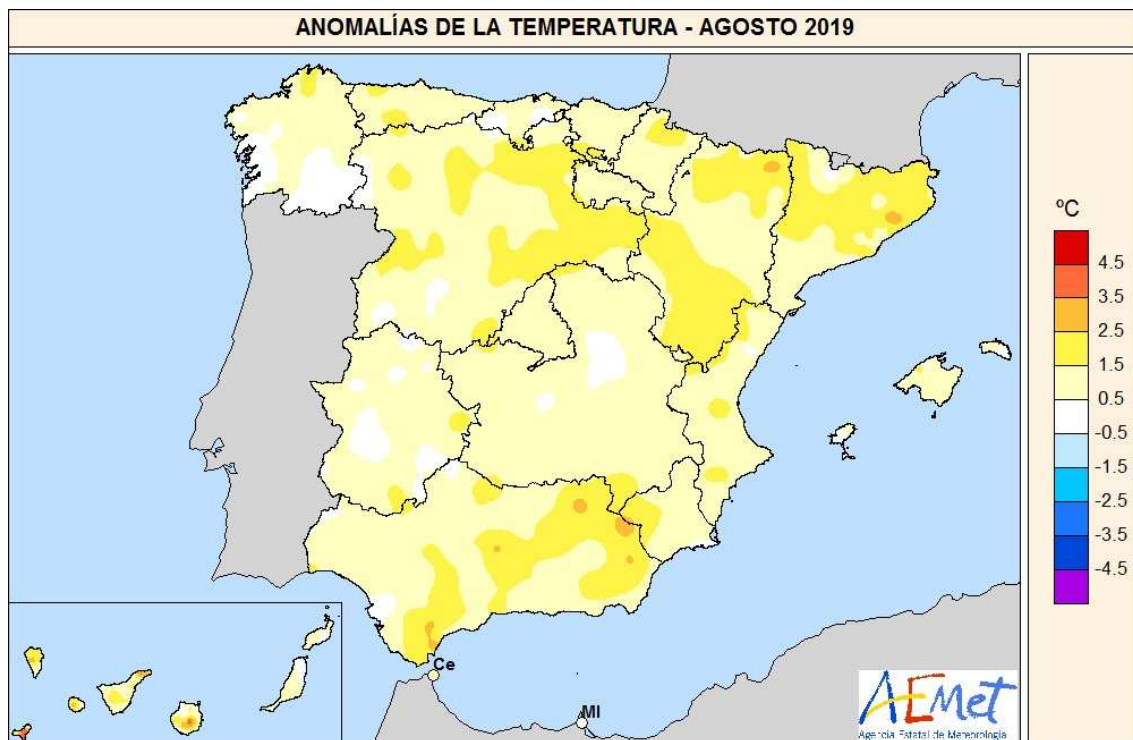 ANOMALÍAS DE LA TEMPERATURA - AGOSTO 2019
ºC
4.5
3.5
2.5
1.5
0.5
-0.5
-1.5
-2.5
-3.5
-4.5
Ce
Ml
AEMet
Agencia Estatal de Meteorología